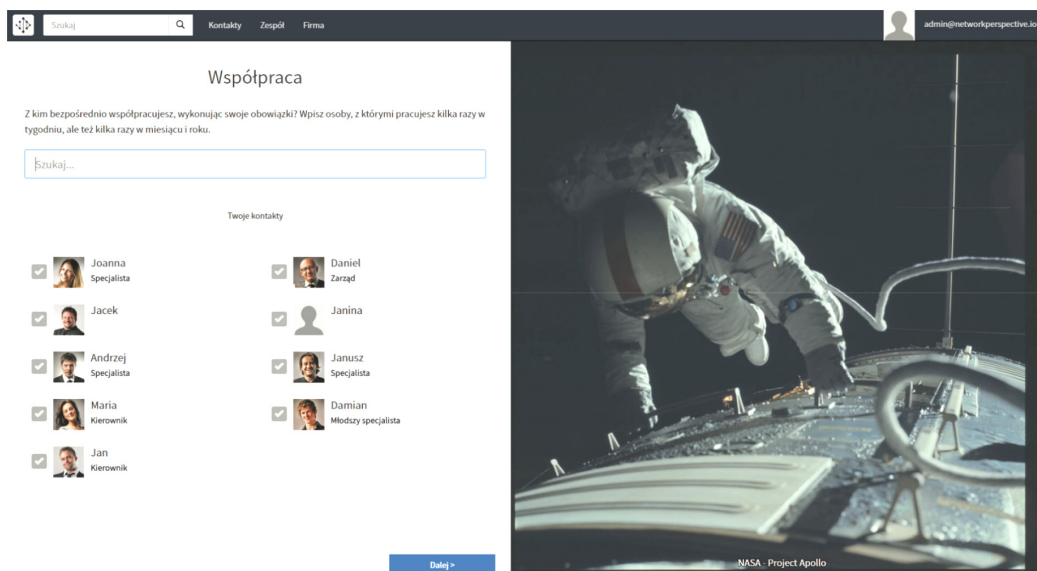 Szukaj
Kontakty Zespół Firma
admin@networkperspective.io
Współpraca
Z kim bezpośrednio współpracujesz, wykonując swoje obowiązki? Wpisz osoby, z którymi pracujesz kilka razy w
tygodniu, ale też kilka razy w miesiącu i roku.
Szukaj...
Twoje kontakty
Joanna
Specjalista
Daniel
Zarząd
Jacek
Janina
Andrzej
Specjalista
Janusz
Specjalista
Maria
Kierownik
Damian
Młodszy specjalista
Jan
Kierownik
Dalej >
NASA - Project Apollo